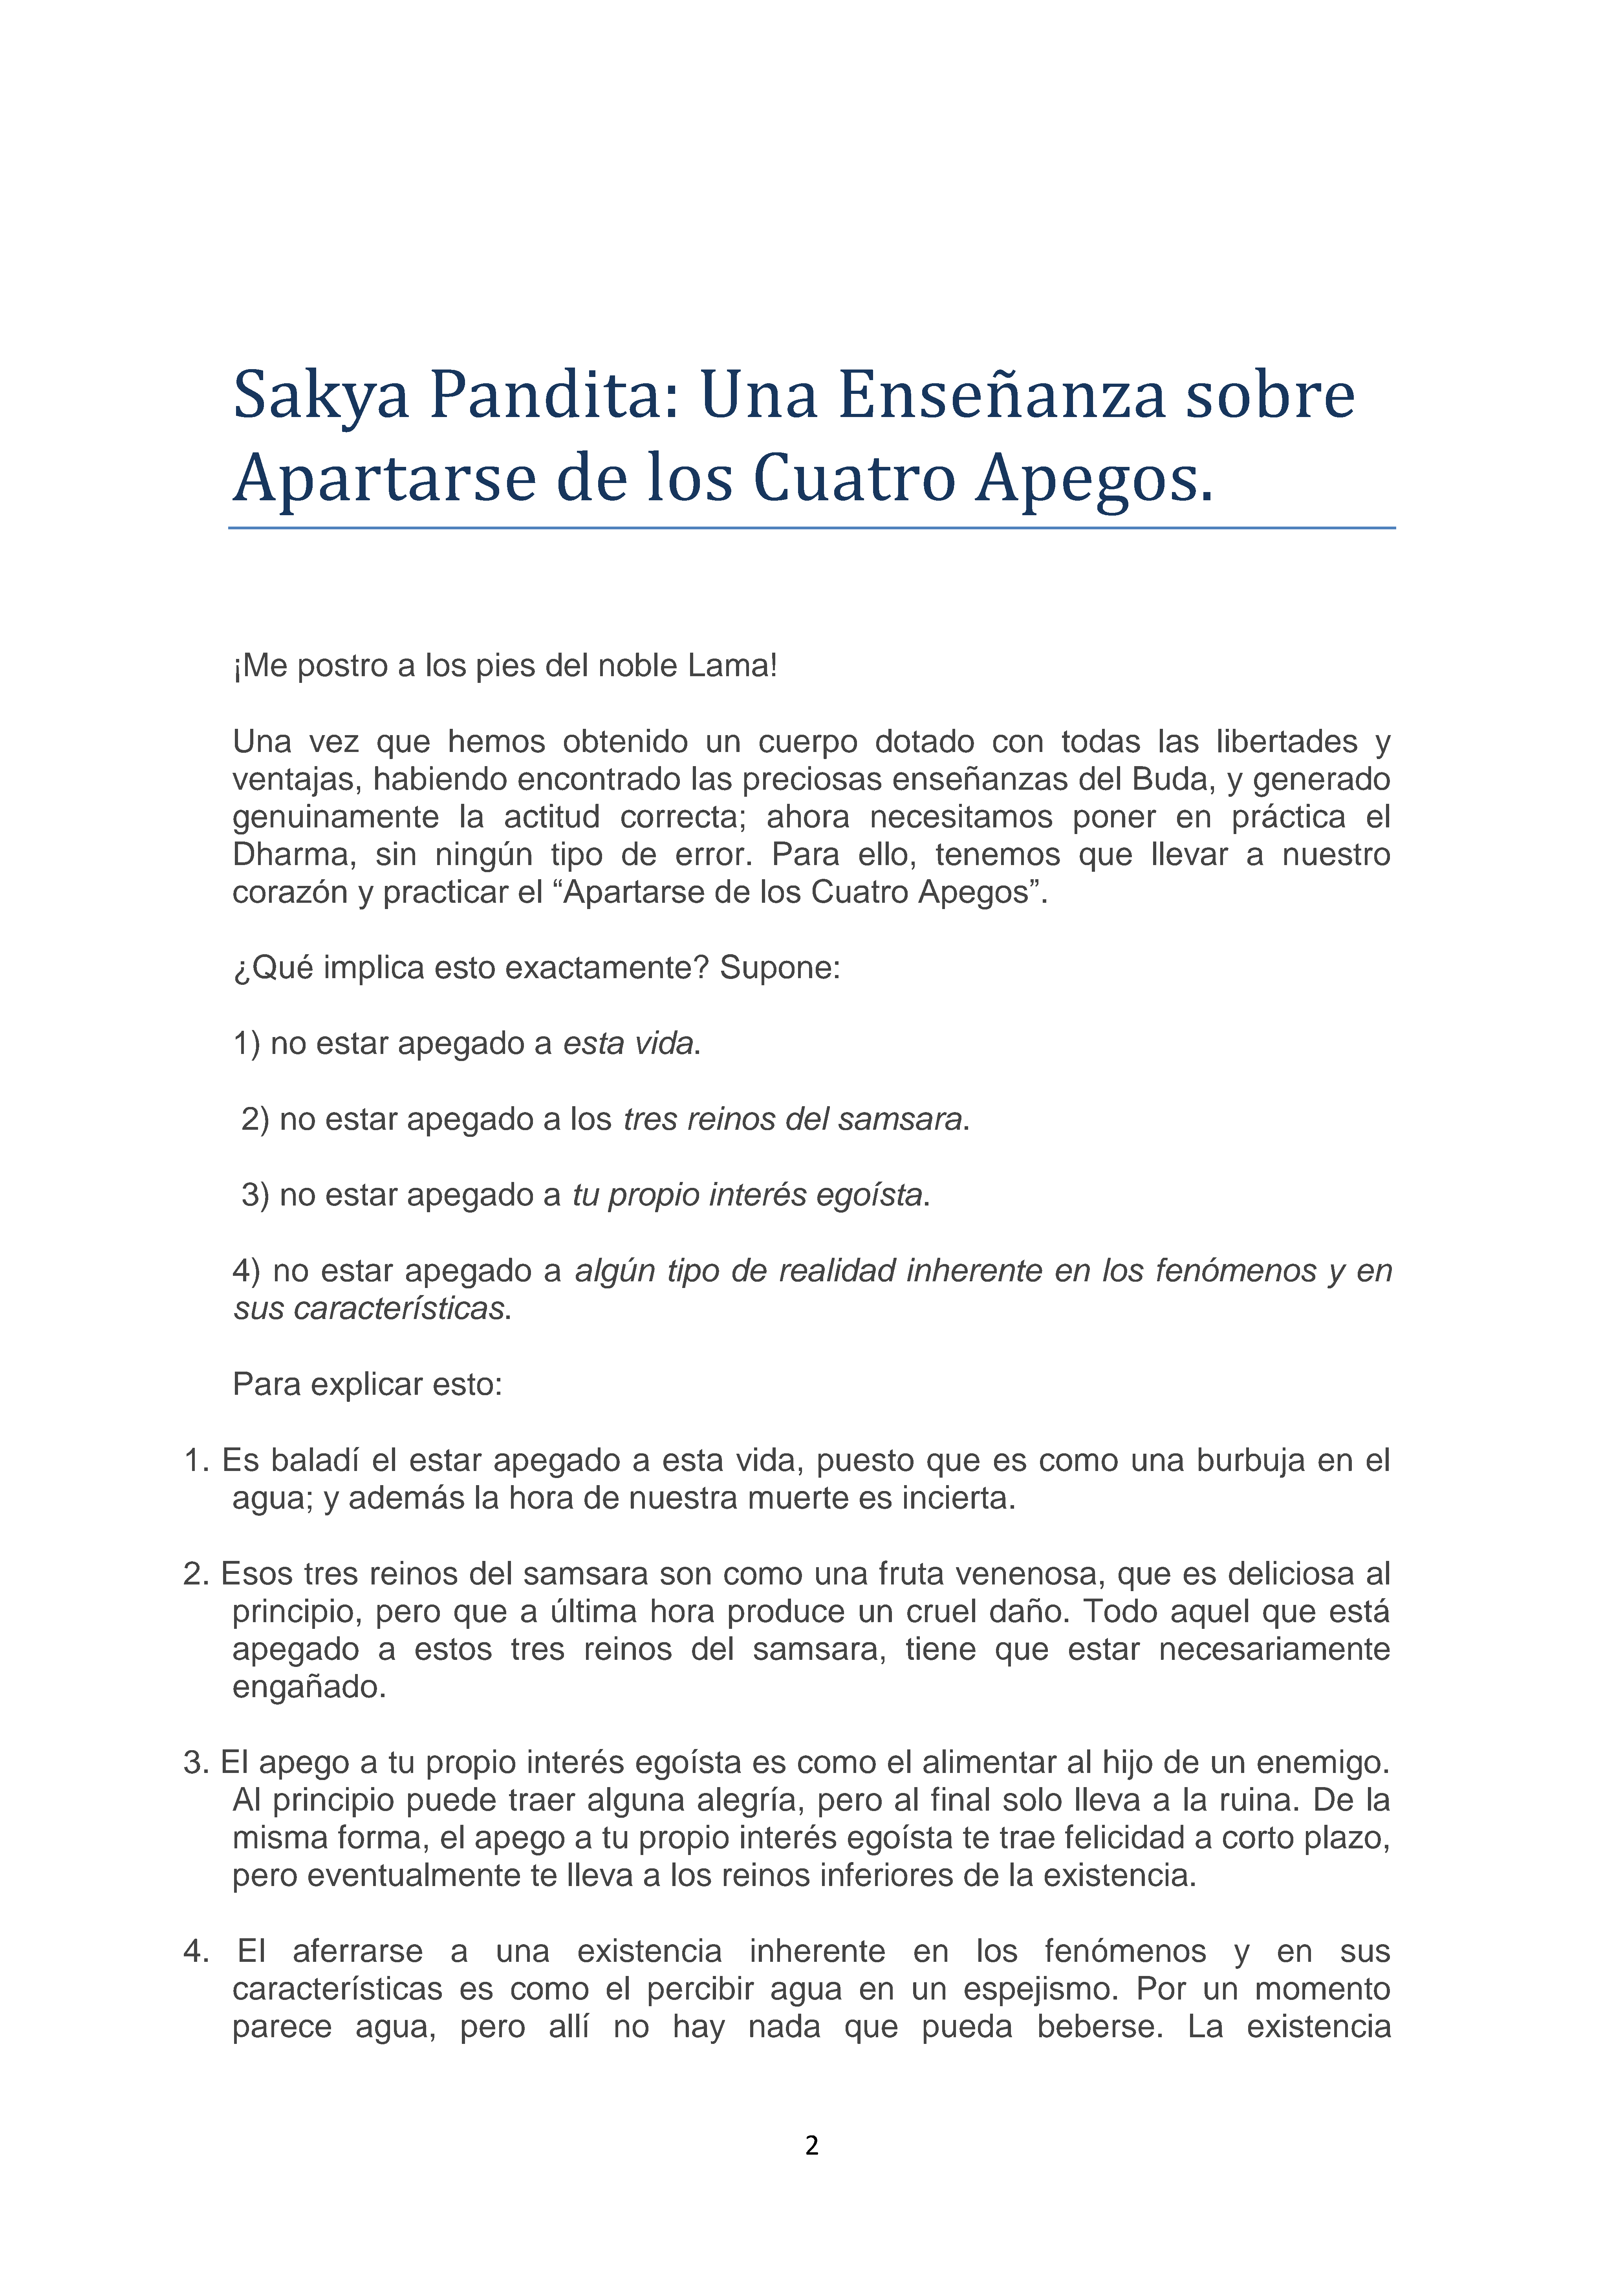 Sakya Pandita: Una Enseñanza sobre
Apartarse de los Cuatro Apegos.
¡Me postro a los pies del noble Lama!
Una vez que hemos obtenido un cuerpo dotado con todas las libertades y
ventajas, habiendo encontrado las preciosas enseñanzas del Buda, y generado
genuinamente la actitud correcta; ahora necesitamos poner en práctica el
Dharma, sin ningún tipo de error. Para ello, tenemos que llevar a nuestro
corazón y practicar el “Apartarse de los Cuatro Apegos”.
¿Qué implica esto exactamente? Supone:
1) no estar apegado a esta vida.
2) no estar apegado a los tres reinos del samsara.
3) no estar apegado a tu propio interés egoísta.
4) no estar apegado a algún tipo de realidad inherente en los fenómenos y en
sus características.
Para explicar esto:
1. Es baladí el estar apegado a esta vida, puesto que es como una burbuja en el
agua; y además la hora de nuestra muerte es incierta.
2. Esos tres reinos del samsara son como una fruta venenosa, que es deliciosa al
principio, pero que a última hora produce un cruel daño. Todo aquel que está
apegado a estos tres reinos del samsara, tiene que estar necesariamente
engañado.
3. El apego a tu propio interés egoísta es como el alimentar al hijo de un enemigo.
Al principio puede traer alguna alegría, pero al final solo lleva a la ruina. De la
misma forma, el apego a tu propio interés egoísta te trae felicidad a corto plazo,
pero eventualmente te lleva a los reinos inferiores de la existencia.
4. El aferrarse a una existencia inherente en los fenómenos y en sus
características es como el percibir agua en un espejismo. Por un momento
parece agua, pero allí no hay nada que pueda beberse. La existencia
2